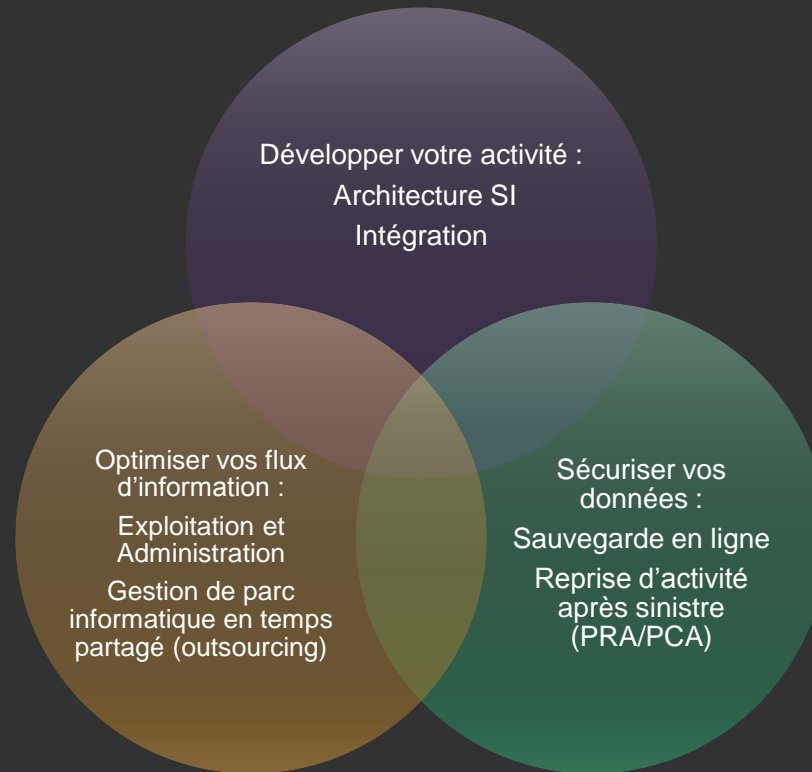 Développer votre activité :
Architecture SI
Intégration
Optimiser vos flux
d’information :
Exploitation et
Administration
Gestion de parc
informatique en temps
partagé (outsourcing)
Sécuriser vos
données :
Sauvegarde en ligne
Reprise d’activité
après sinistre
(PRA/PCA)